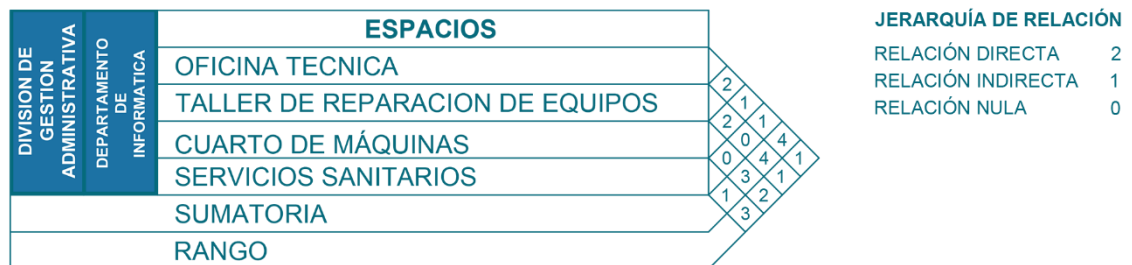 DIVISION DE
GESTION
ADMINISTRATIVA
DEPARTAMENTO
DE
INFORMATICA
ESPACIOS
OFICINA TECNICA
TALLER DE REPARACION DE EQUIPOS
CUARTO DE MÁQUINAS
SERVICIOS SANITARIOS
SUMATORIA
RANGO
2
1
2 1
0 4
0 4 1
3 1
1 2
3
JERARQUÍA DE RELACIÓN
RELACIÓN DIRECTA 2
RELACIÓN INDIRECTA 1
RELACIÓN NULA 0